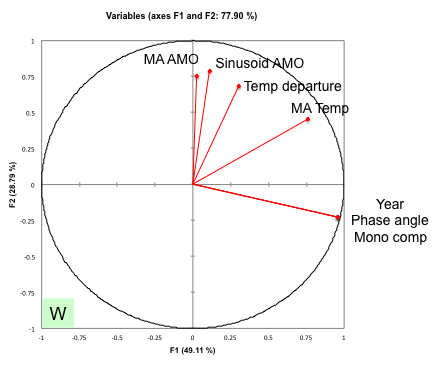 Variables (axes F1 and F2: 77.90 %)
1
MA AMO
Sinusoid AMO
0.75
Temp departure
MA Temp
0.5
0.25
F2 (28.79 %)
0
Year
-0.25
Phase angle
Mono comp
-0.5
-0.75
W
-1
-1 -0.75 -0.5 -0.25 0 0.25 0.5 0.75 1
F1 (49.11 %)